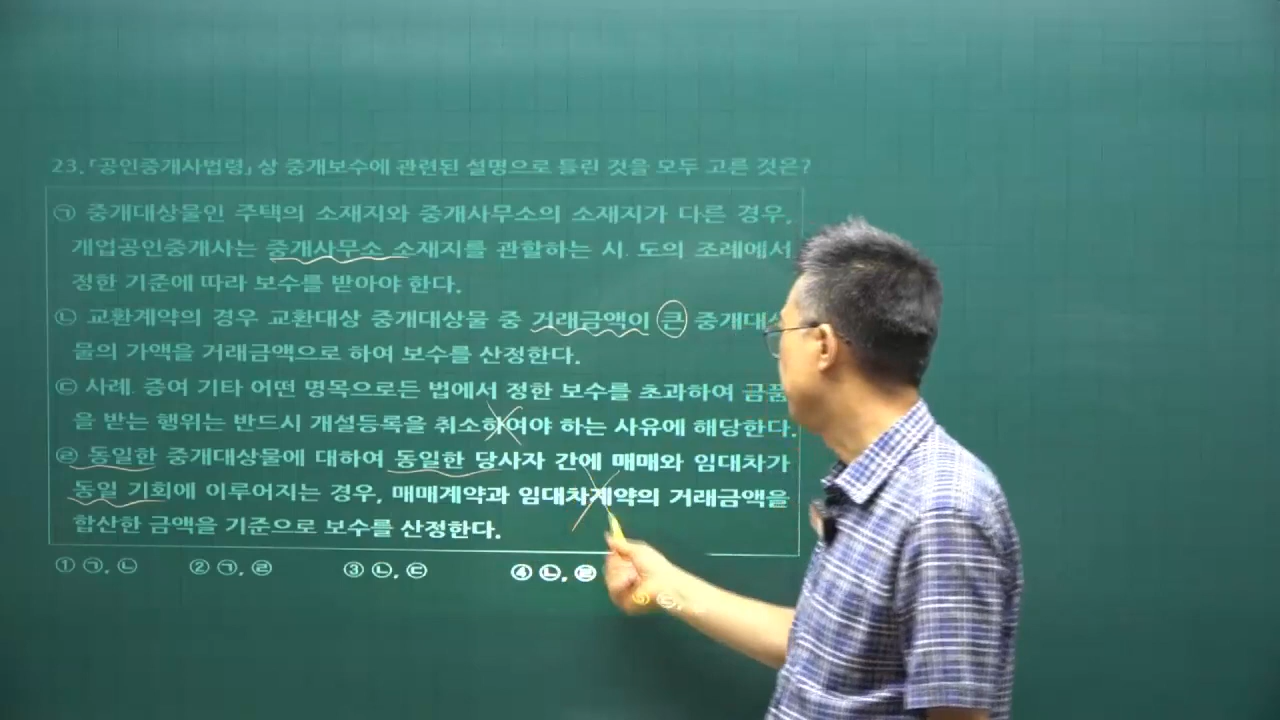 23.「공인중개사법령」상 중개보수에 관련된 설명으로 틀린 것을 모두 고른 것은?
㉠ 중개대상물인 주택의 소재지와 중개사무소의 소재지가 다른 경우,
개업공인중개사는 중개사무소 소재지를 관할하는 시. 도의 조례에서
정한 기준에 따라 보수를 받아야 한다.
㉡ 교환계약의 경우 교환대상 중개대상물 중 거래금액이 큰 중개대상
물의 가액을 거래금액으로 하여 보수를 산정한다.
㉢ 사례. 증여 기타 어떤 명목으로든 법에서 정한 보수를 초과하여 금품
을 받는 행위는 반드시 개설등록을 취소하여야 하는 사유에 해당한다.
㉣ 동일한 중개대상물에 대하여 동일한 당사자 간에 매매와 임대차가
동일 기회에 이루어지는 경우, 매매계약과 임대차계약의 거래금액을
합산한 금액을 기준으로 보수를 산정한다.
① ㉠, ㉡ ② ㉠, ㉣ ③ ㉡, ㉢ ④ ㉡, ㉣ ⑤ ㉢,